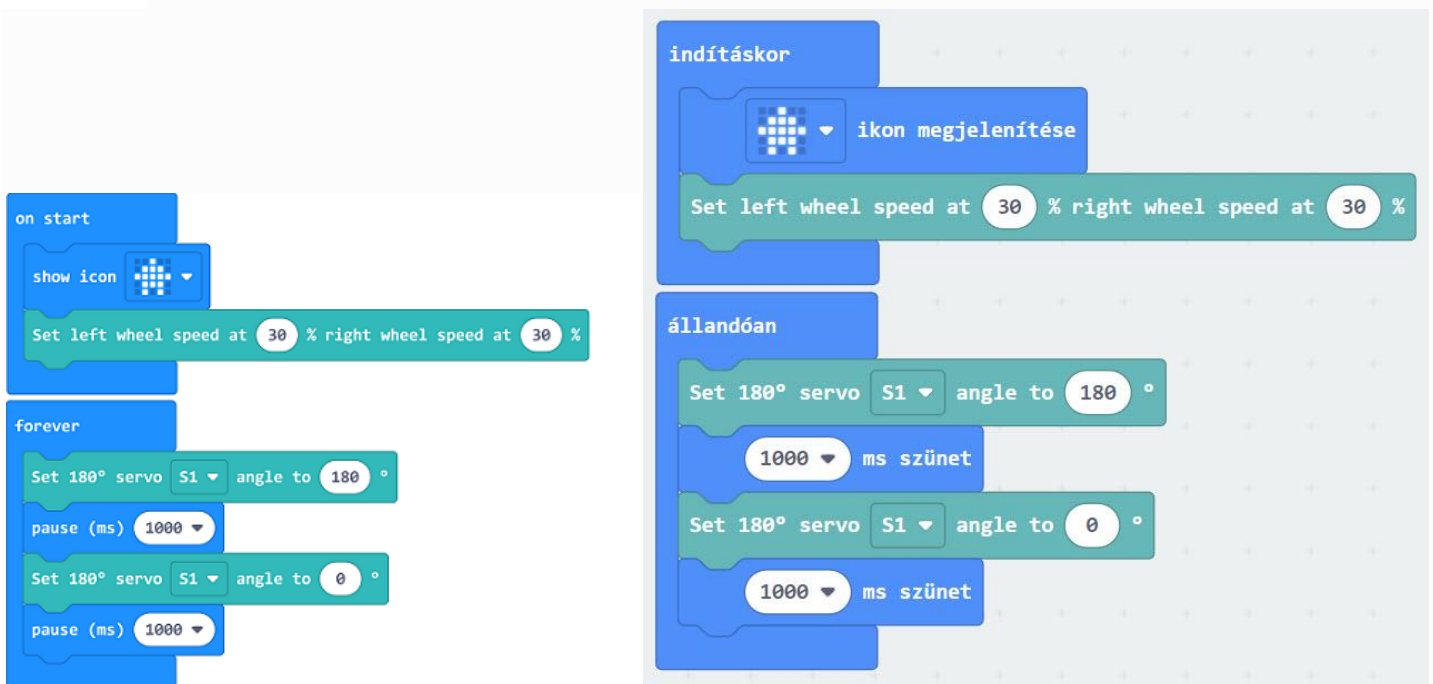 on start
show icon
Set left wheel speed at 30 % right wheel speed at 30 %
forever
Set 180° servo S1 angle to 180 °
pause (ms) 1000
Set 180° servo S1 angle to 0 °
pause (ms) 1000
indításkor
ikon megjelenítése
Set left wheel speed at 30 % right wheel speed at 30 %
állandóan
Set 180° servo S1 angle to 180 °
1000 ms szünet
Set 180° servo S1 angle to 0 °
1000 ms szünet